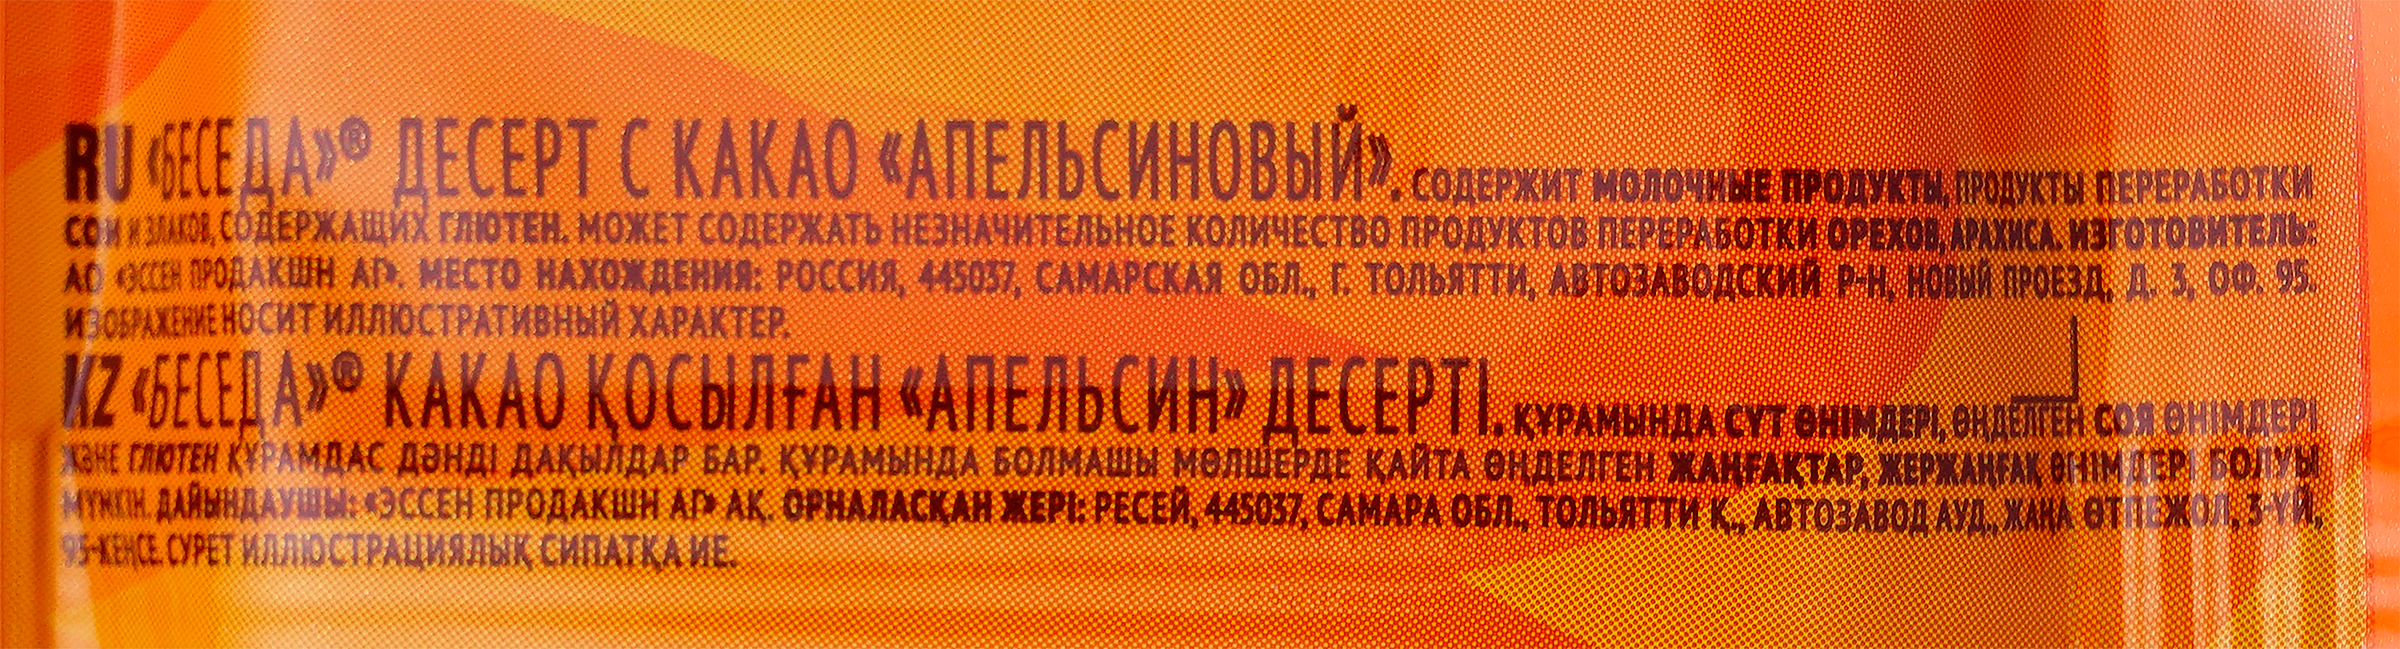 RU «БЕСЕДА»® ДЕСЕРТ С КАКАО «АПЕЛЬСИНОВЫЙ». СОДЕРЖИТ МОЛОЧНЫЕ ПРОДУКТЫ, ПРОДУКТЫ ПЕРЕРАБОТКИ
СОИ И ЗЛАКОВ, СОДЕРЖАЩИХ ГЛЮТЕН. МОЖЕТ СОДЕРЖАТЬ НЕЗНАЧИТЕЛЬНОЕ КОЛИЧЕСТВО ПРОДУКТОВ ПЕРЕРАБОТКИ ОРЕХОВ, АРАХИСА. ИЗГОТОВИТЕЛЬ:
АО «ЭССЕН ПРОДАКШН АГ». МЕСТО НАХОЖДЕНИЯ: РОССИЯ, 445037, САМАРСКАЯ ОБЛ., Г. ТОЛЬЯТТИ, АВТОЗАВОДСКИЙ Р-Н, НОВЫЙ ПРОЕЗД, Д. 3, ОФ. 95.
ИЗОБРАЖЕНИЕ НОСИТ ИЛЛЮСТРАТИВНЫЙ ХАРАКТЕР.
KZ «БЕСЕДА»® КАКАО ҚОСЫЛҒАН «АПЕЛЬСИН» ДЕСЕРТІ. ҚҰРАМЫНДА СҮТ ӨНІМДЕРІ, ӨҢДЕЛГЕН СОЯ ӨНІМДЕРІ
ЖӘНЕ ГЛЮТЕН ҚҰРАМДАС ДӘНДІ ДАҚЫЛДАР БАР. ҚҰРАМЫНДА БОЛМАШЫ МӨЛШЕРДЕ ҚАЙТА ӨҢДЕЛГЕН ЖАҢҒАҚТАР, ЖЕРЖАҢҒАҚ ӨНІМДЕРІ БОЛУЫ
МҮМКІН. ДАЙЫНДАУШЫ: «ЭССЕН ПРОДАКШН АГ» АҚ. ОРНАЛАСҚАН ЖЕРІ: РЕСЕЙ, 445037, САМАРА ОБЛ., ТОЛЬЯТТИ Қ., АВТОЗАВОД АУД., ЖАҢА ӨТПЕЖОЛ, 3-ҮЙ,
95-КЕҢСЕ. СУРЕТ ИЛЛЮСТРАЦИЯЛЫҚ СИПАТҚА ИЕ.